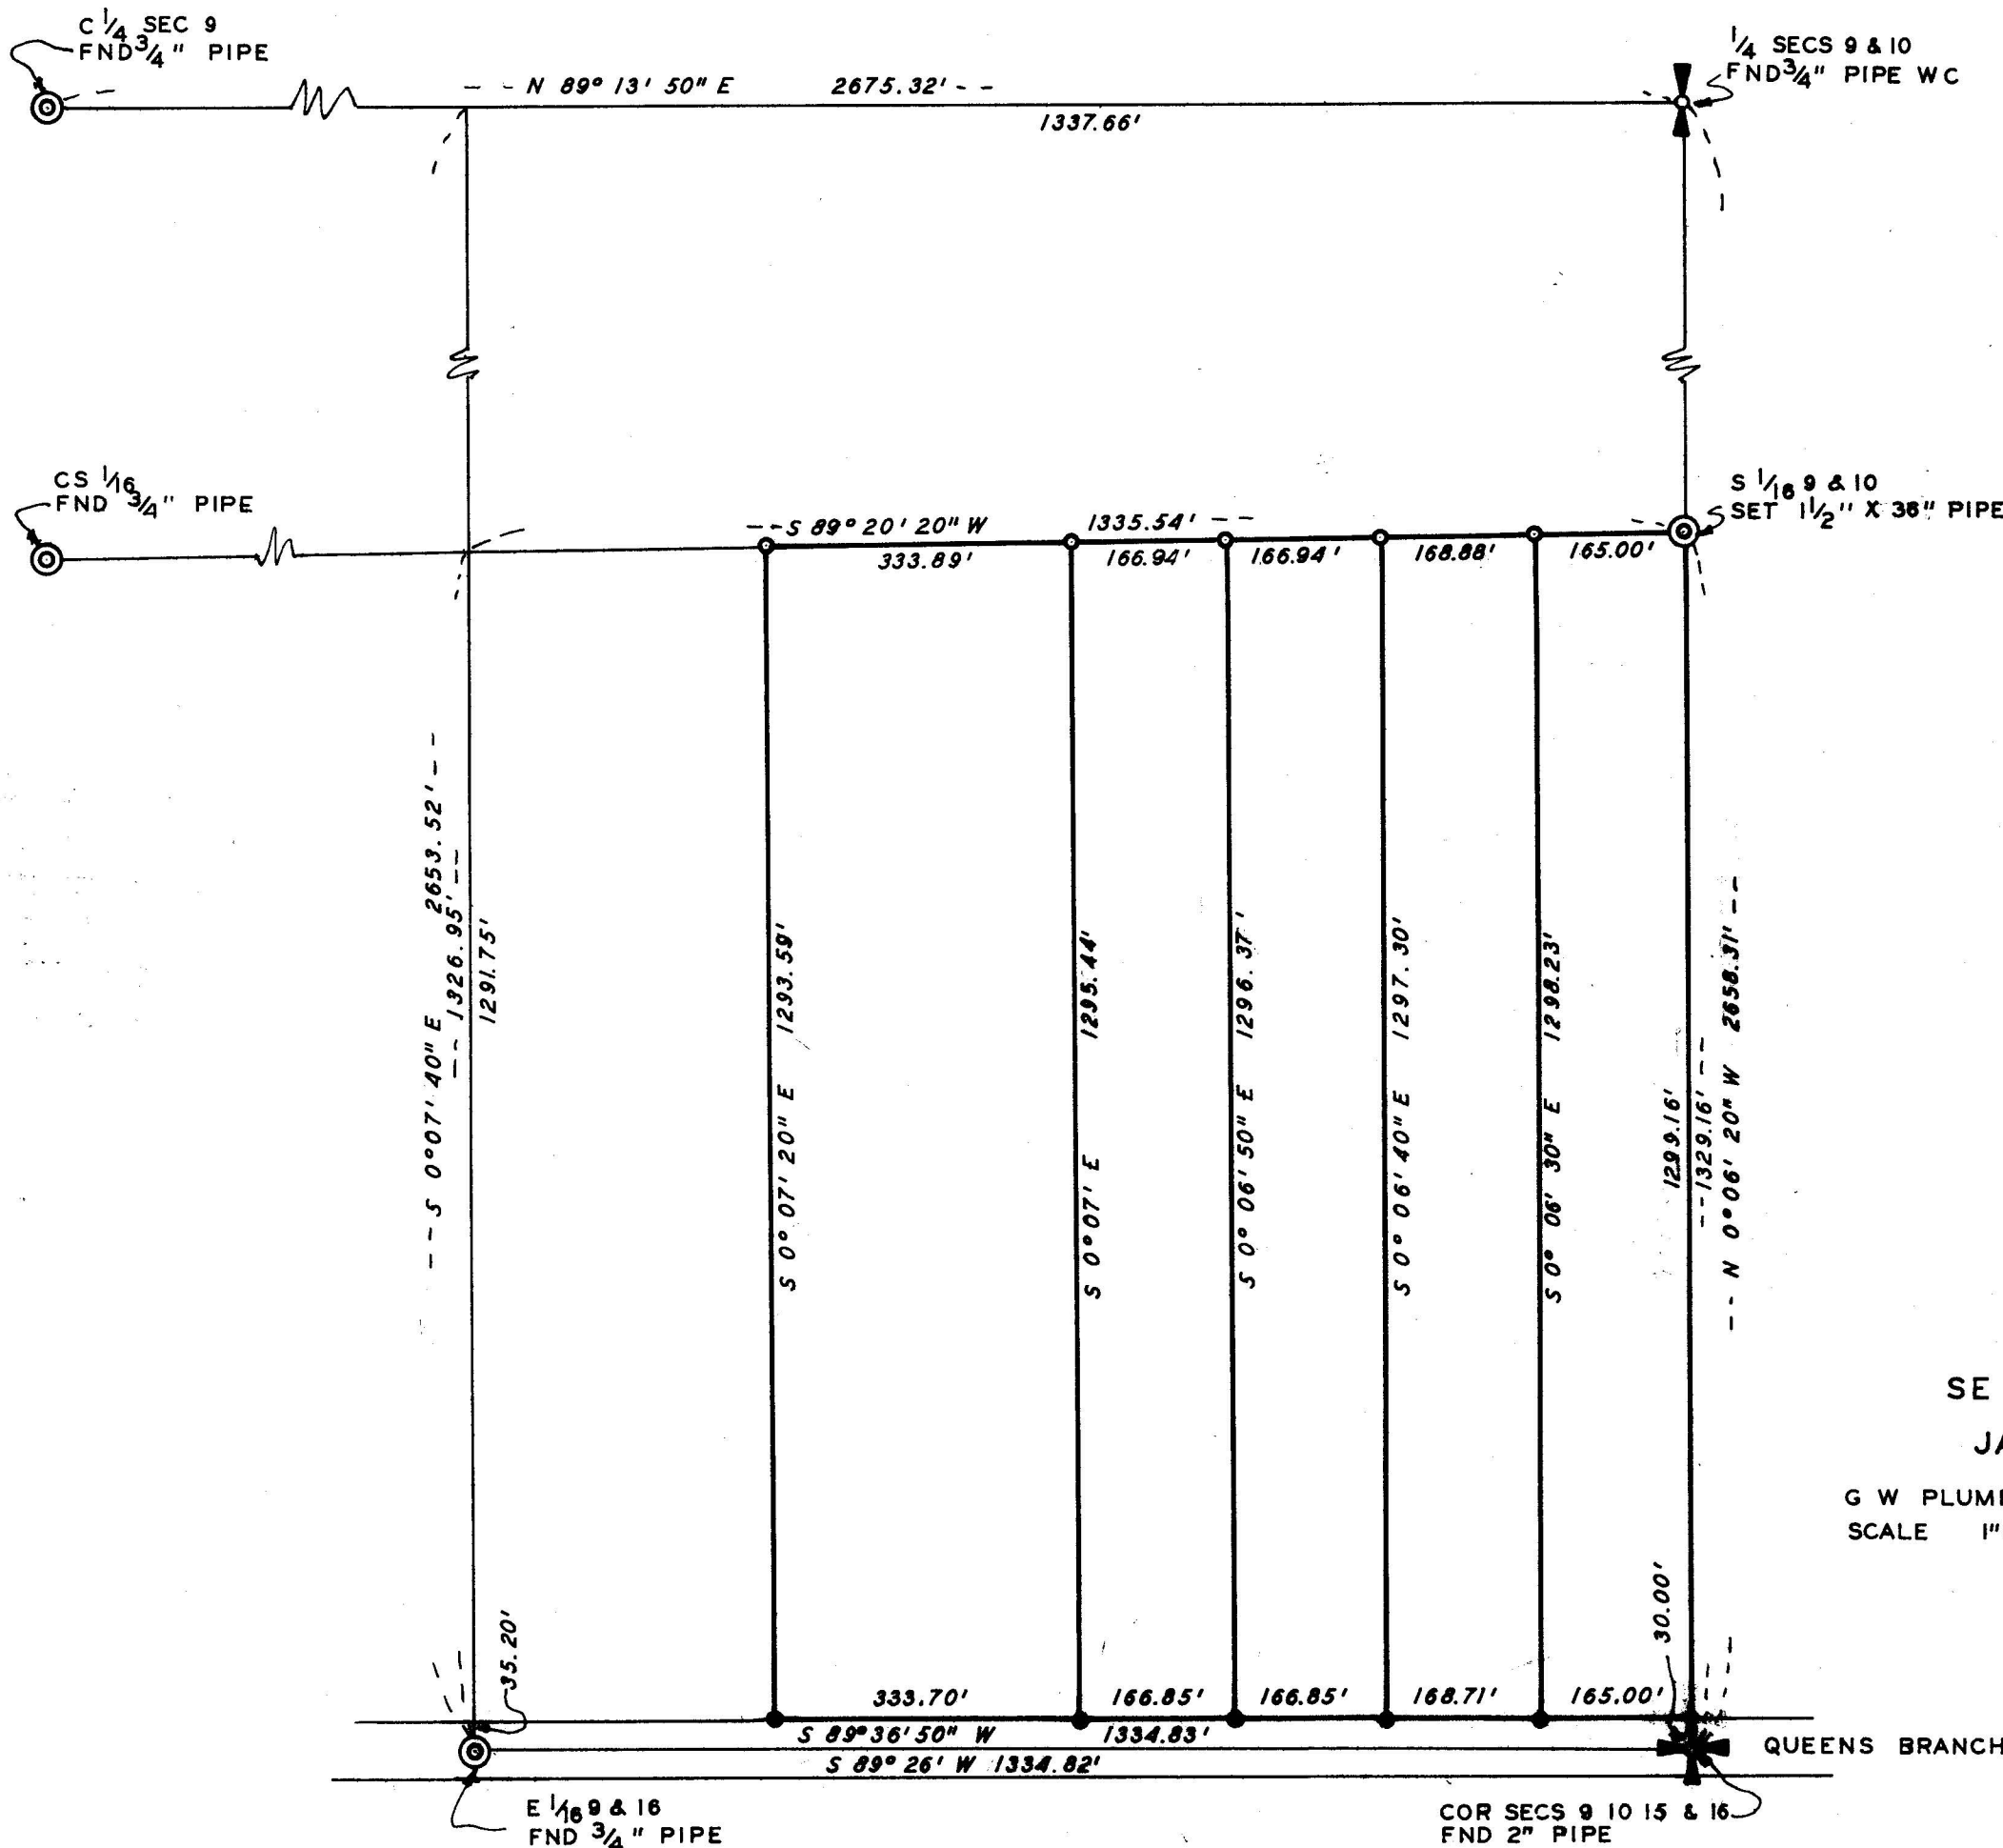 C 1/4 SEC 9
FND 3/4" PIPE
1/4 SECS 9 & 10
FND 3/4" PIPE WC
-- N 89° 13' 50" E 2675.32' --
1337.66'
CS 1/16
FND 3/4" PIPE
S 1/16 9 & 10
SET 1 1/2" X 36" PIPE
-- S 89° 20' 20" W 1335.54' --
333.89'
166.94'
166.94'
168.88'
165.00'
-- S 0° 07' 40" E 2653.52' --
-- 1326.95' --
1291.75'
S 0° 07' 20" E 1293.59'
S 0° 07' E 1295.44'
S 0° 06' 50" E 1296.37'
S 0° 06' 40" E 1297.30'
S 0° 06' 30" E 1298.23'
1299.16'
-- 1329.16' --
-- N 0° 06' 20" W 2658.31' --
SE
JA
G W PLUM
SCALE 1"
35.20'
30.00'
333.70'
166.85'
166.85'
168.71'
165.00'
S 89° 36' 50" W 1334.83'
S 89° 26' W 1334.82'
QUEENS BRANCH
E 1/16 9 & 16
FND 3/4" PIPE
COR SECS 9 10 15 & 16
FND 2" PIPE